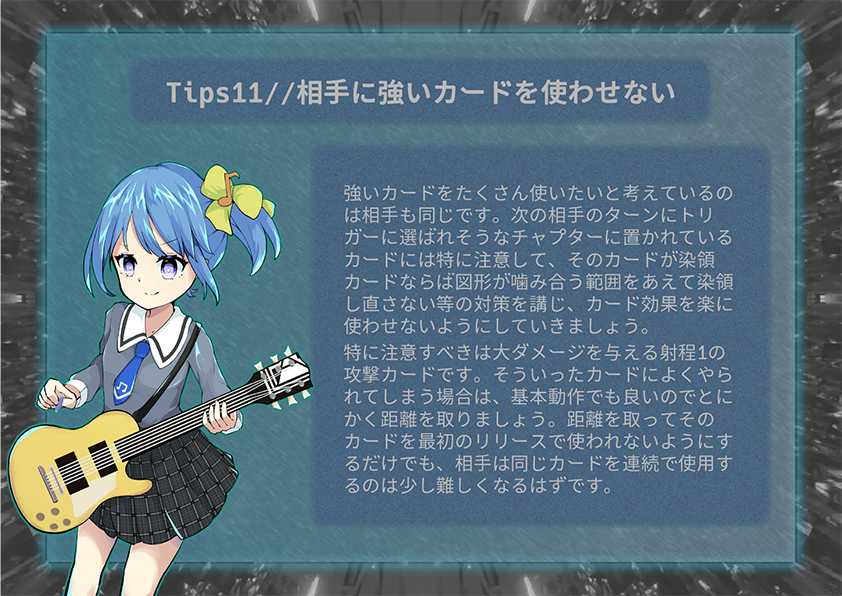 Tips11//相手に強いカードを使わせない
強いカードをたくさん使いたいと考えているの
は相手も同じです。次の相手のターンにトリ
ガーに選ばれそうなチャプターに置かれている
カードには特に注意して、そのカードが染領
カードならば図形が噛み合う範囲をあえて染領
し直さない等の対策を講じ、カード効果を楽に
使わせないようにしていきましょう。
特に注意すべきは大ダメージを与える射程1の
攻撃カードです。そういったカードによくやら
れてしまう場合は、基本動作でも良いのでとに
かく距離を取りましょう。距離を取ってその
カードを最初のリリースで使われないようにす
るだけでも、相手は同じカードを連続で使用す
るのは少し難しくなるはずです。